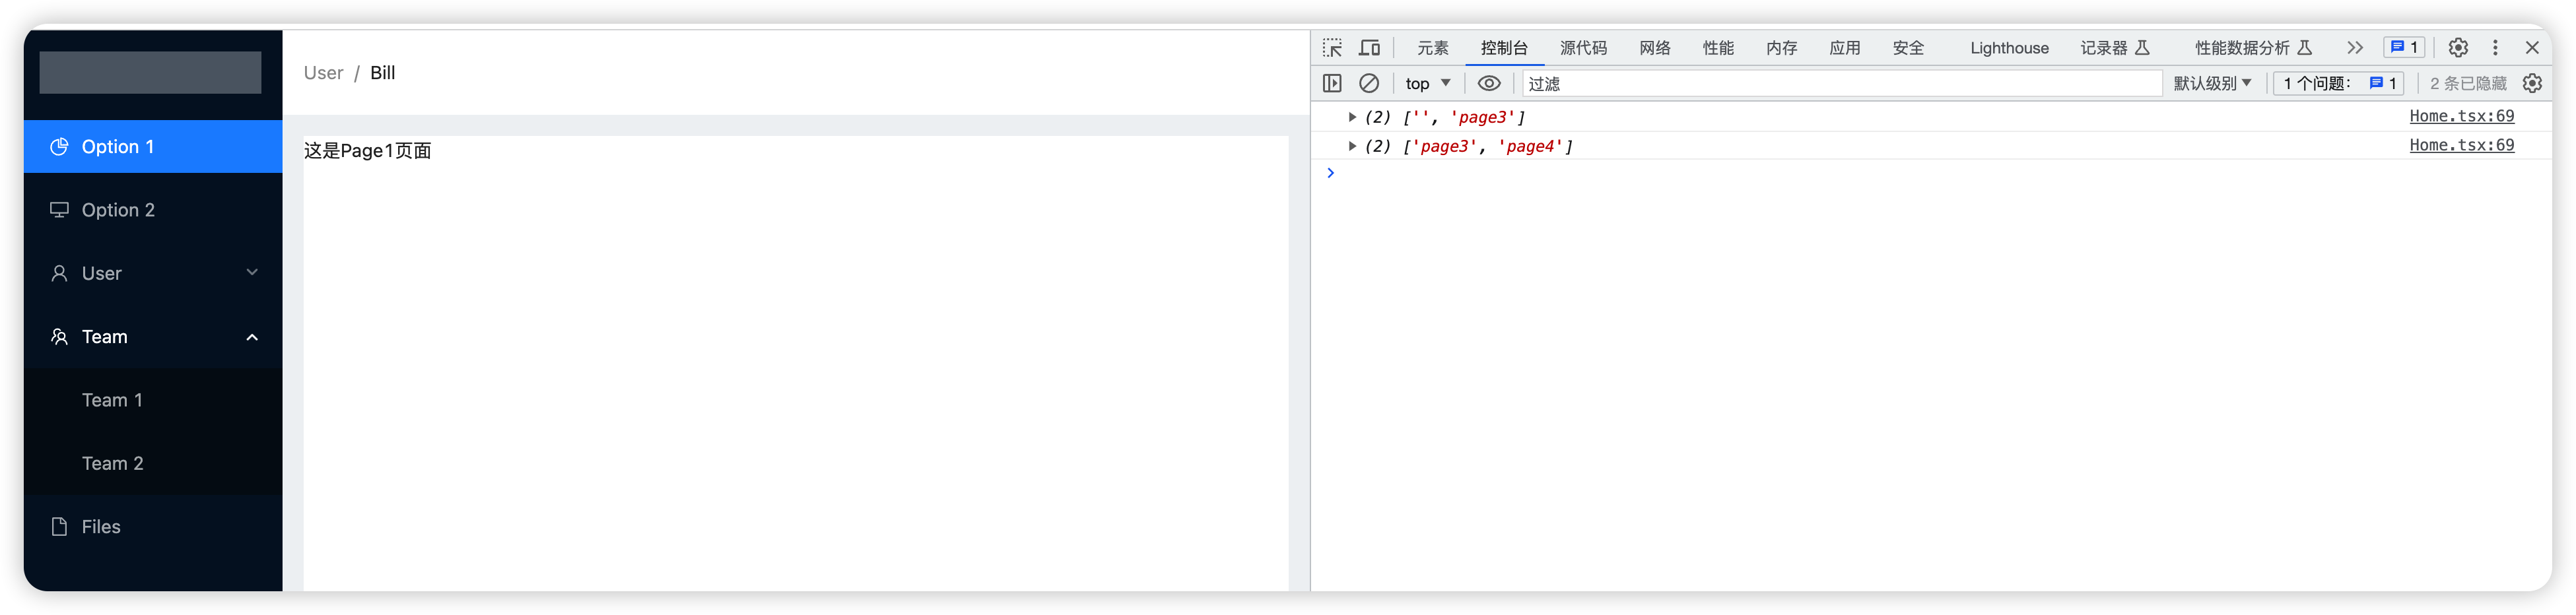 User / Bill
Option 1
Option 2
User
Team
Team 1
Team 2
Files
这是Page1页面
元素 控制台 源代码 网络 性能 内存 应用 安全 Lighthouse 记录器 性能数据分析 1
top 过滤 默认级别 1 个问题: 1 2 条已隐藏
(2) ['', 'page3'] Home.tsx:69
(2) ['page3', 'page4'] Home.tsx:69